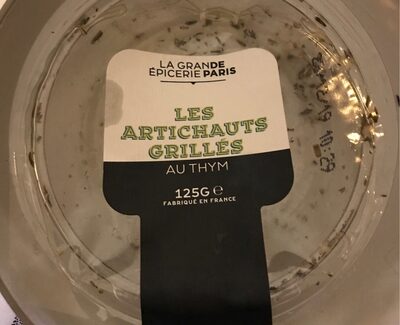 LA GRANDE
ÉPICERIE PARIS
LES
ARTICHAUTS
GRILLÉS
AU THYM
125G ℮
FABRIQUÉ EN FRANCE